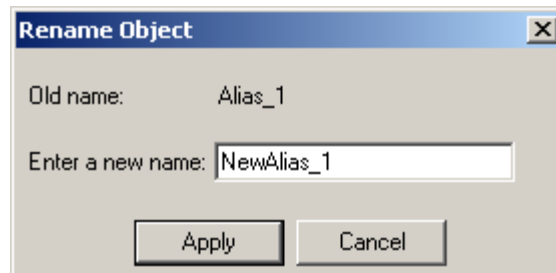 Rename Object
Old name: Alias_1
Enter a new name: NewAlias_1
Apply Cancel